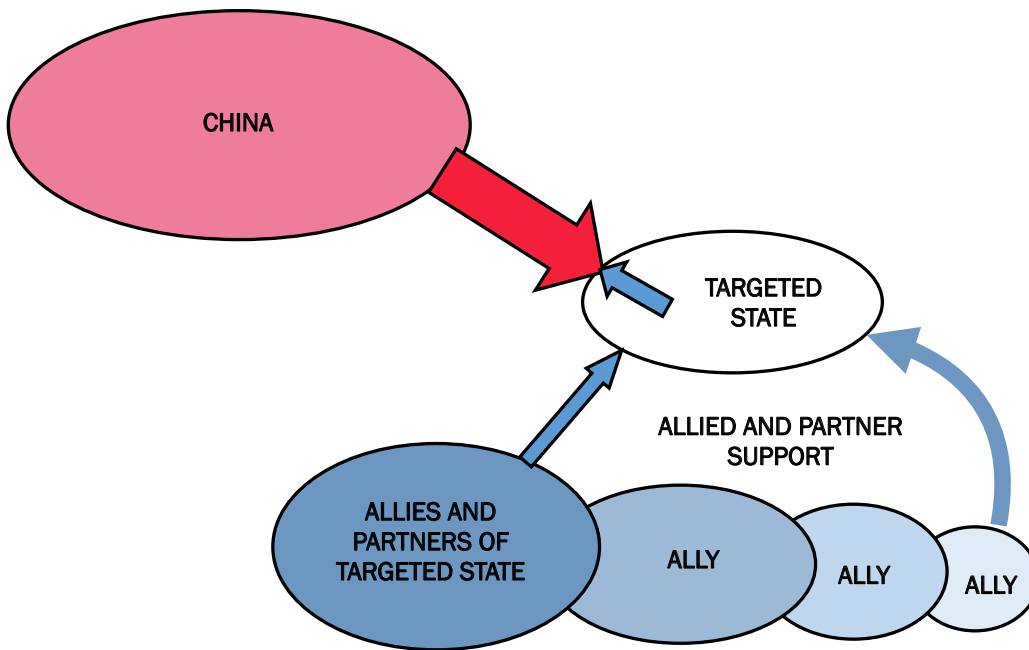 CHINA
TARGETED
STATE
ALLIED AND PARTNER
SUPPORT
ALLIES AND
PARTNERS OF
TARGETED STATE
ALLY
ALLY
ALLY